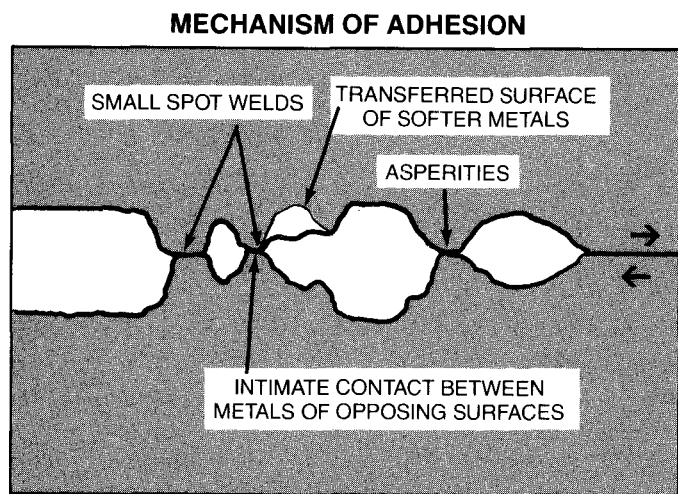 MECHANISM OF ADHESION
SMALL SPOT WELDS
TRANSFERRED SURFACE
OF SOFTER METALS
ASPERITIES
INTIMATE CONTACT BETWEEN
METALS OF OPPOSING SURFACES